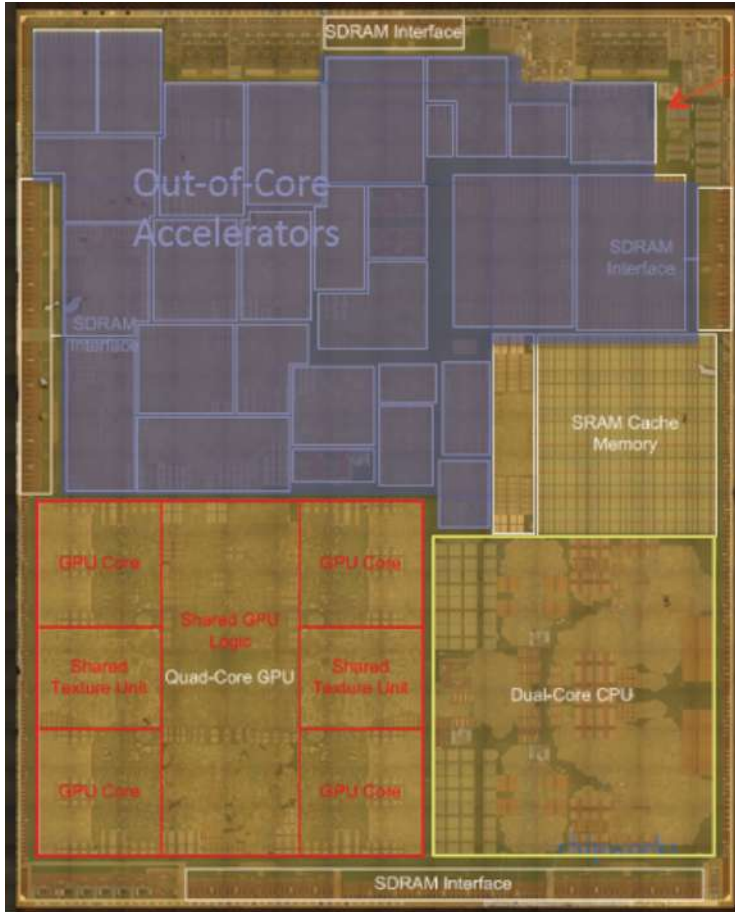 SDRAM Interface
Out-of-Core
Accelerators
SDRAM
Interface
SDRAM
Interface
SRAM Cache
Memory
GPU Core
GPU Core
Shared GPU
Logic
Shared
Texture Unit
Quad-Core GPU
Shared
Texture Unit
Dual-Core CPU
GPU Core
GPU Core
chipworks
SDRAM Interface